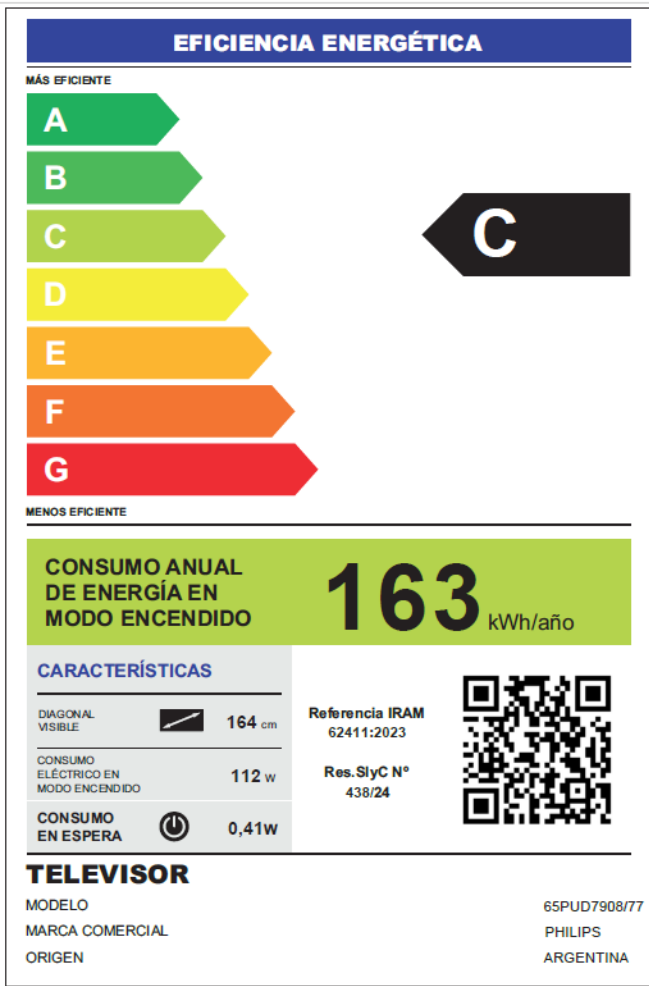 EFICIENCIA ENERGÉTICA
MÁS EFICIENTE
A
B
C
C
D
E
F
G
MENOS EFICIENTE
CONSUMO ANUAL
DE ENERGÍA EN
MODO ENCENDIDO
163 kWh/año
CARACTERÍSTICAS
DIAGONAL
VISIBLE
164 cm
CONSUMO
ELÉCTRICO EN
MODO ENCENDIDO
112 w
CONSUMO
EN ESPERA
0,41w
Referencia IRAM
62411:2023
Res.SIyC Nº
438/24
TELEVISOR
MODELO 65PUD7908/77
MARCA COMERCIAL PHILIPS
ORIGEN ARGENTINA